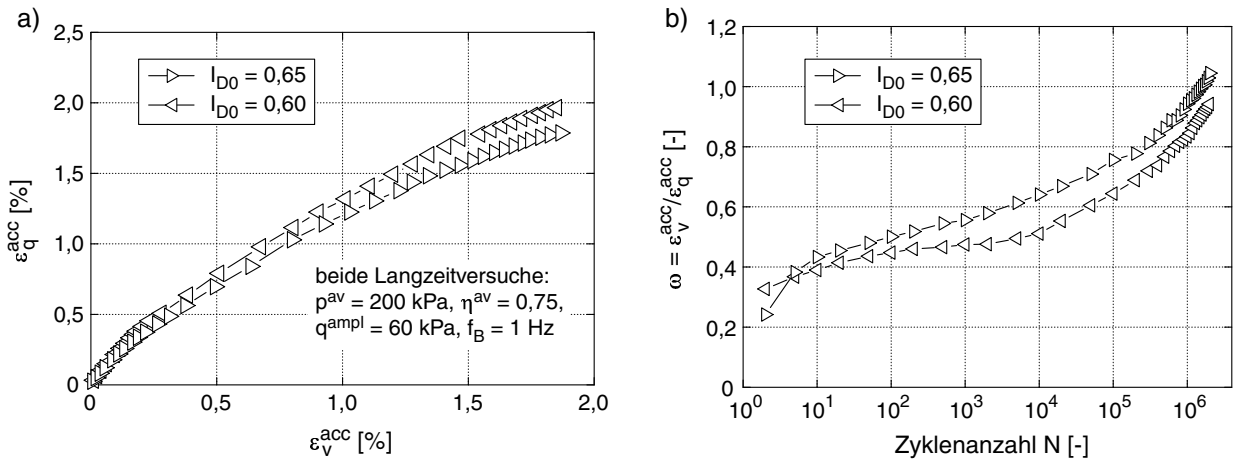 a)
2,5
2,0
1,5
1,0
0,5
0
0
0,5
1,0
1,5
2,0
I_D0 = 0,65
I_D0 = 0,60
beide Langzeitversuche:
p^av = 200 kPa, η^av = 0,75,
q^ampl = 60 kPa, f_B = 1 Hz
ε_q^acc [%]
ε_v^acc [%]
b)
1,2
1,0
0,8
0,6
0,4
0,2
0
10^0
10^1
10^2
10^3
10^4
10^5
10^6
I_D0 = 0,65
I_D0 = 0,60
ω = ε_v^acc/ε_q^acc [-]
Zyklenanzahl N [-]